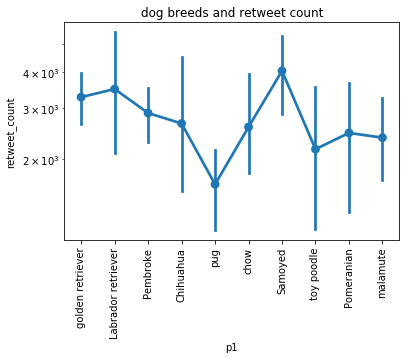 dog breeds and retweet count
retweet_count
4 × 10³
3 × 10³
2 × 10³
golden retriever
Labrador retriever
Pembroke
Chihuahua
pug
chow
Samoyed
toy poodle
Pomeranian
malamute
p1